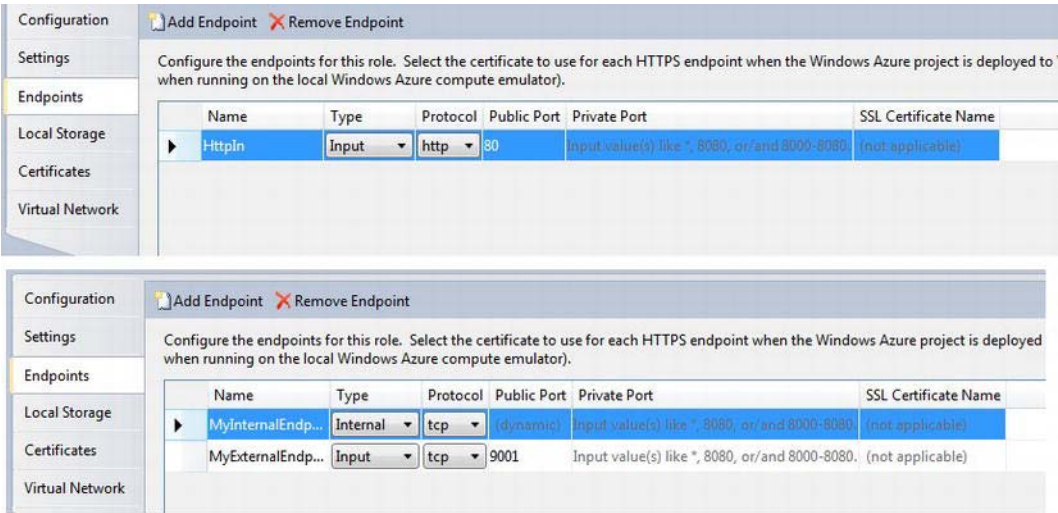 Configuration
Settings
Endpoints
Local Storage
Certificates
Virtual Network
Add Endpoint Remove Endpoint
Configure the endpoints for this role. Select the certificate to use for each HTTPS endpoint when the Windows Azure project is deployed to
when running on the local Windows Azure compute emulator).
Name Type Protocol Public Port Private Port SSL Certificate Name
HttpIn Input http 80 Input value(s) like *, 8080, or/and 8000-8080. (not applicable)
Configuration
Settings
Endpoints
Local Storage
Certificates
Virtual Network
Add Endpoint Remove Endpoint
Configure the endpoints for this role. Select the certificate to use for each HTTPS endpoint when the Windows Azure project is deployed
when running on the local Windows Azure compute emulator).
Name Type Protocol Public Port Private Port SSL Certificate Name
MyInternalEndp... Internal tcp (dynamic) Input value(s) like *, 8080, or/and 8000-8080. (not applicable)
MyExternalEndp... Input tcp 9001 Input value(s) like *, 8080, or/and 8000-8080. (not applicable)